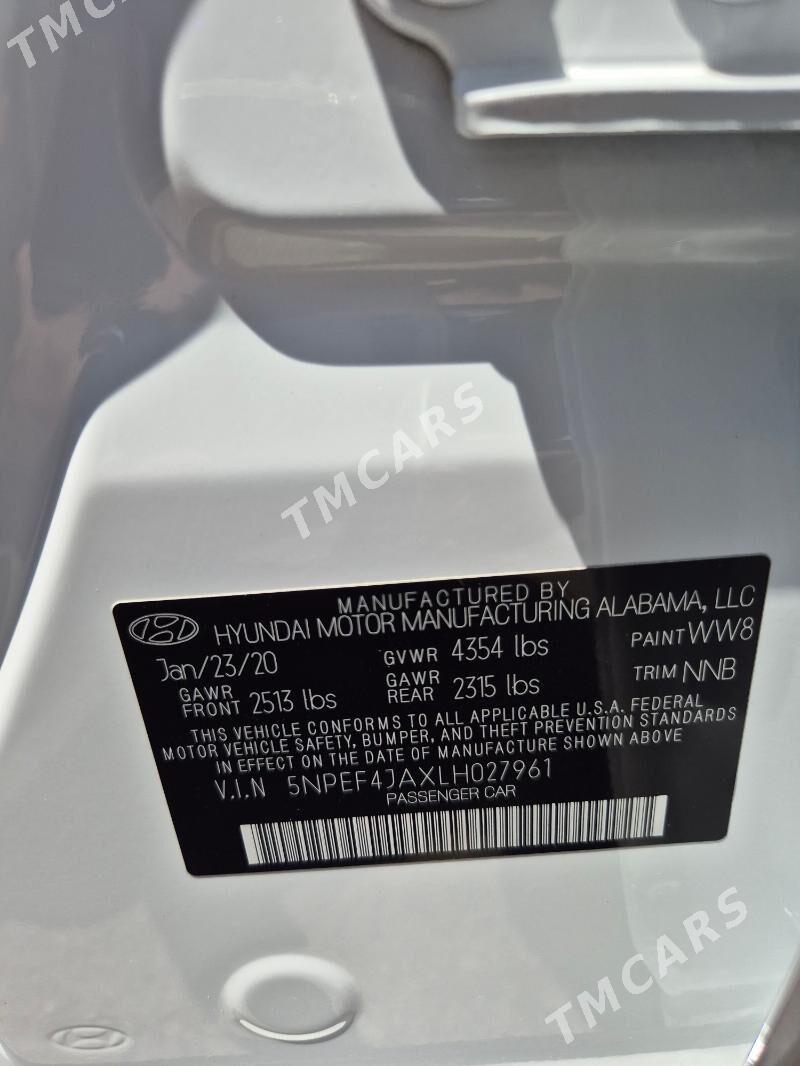 TMCARS
TMCARS
MANUFACTURED BY
HYUNDAI MOTOR MANUFACTURING ALABAMA, LLC
Jan/23/20 GVWR 4354 lbs PAINT WW8
GAWR FRONT 2513 lbs GAWR REAR 2315 lbs TRIM NNB
THIS VEHICLE CONFORMS TO ALL APPLICABLE U.S.A. FEDERAL
MOTOR VEHICLE SAFETY, BUMPER, AND THEFT PREVENTION STANDARDS
IN EFFECT ON THE DATE OF MANUFACTURE SHOWN ABOVE
V.I.N 5NPEF4JAXLH027961
PASSENGER CAR
TMCARS